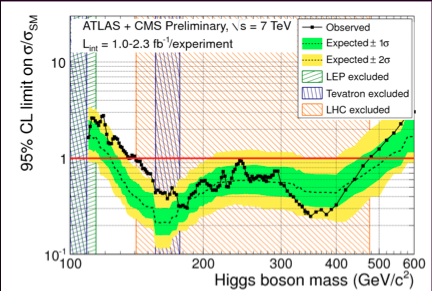 ATLAS + CMS Preliminary, √s = 7 TeV
L_int = 1.0-2.3 fb⁻¹/experiment
Observed
Expected ± 1σ
Expected ± 2σ
LEP excluded
Tevatron excluded
LHC excluded
95% CL limit on σ/σ_SM
10
1
10⁻¹
100 200 300 400 500 600
Higgs boson mass (GeV/c²)